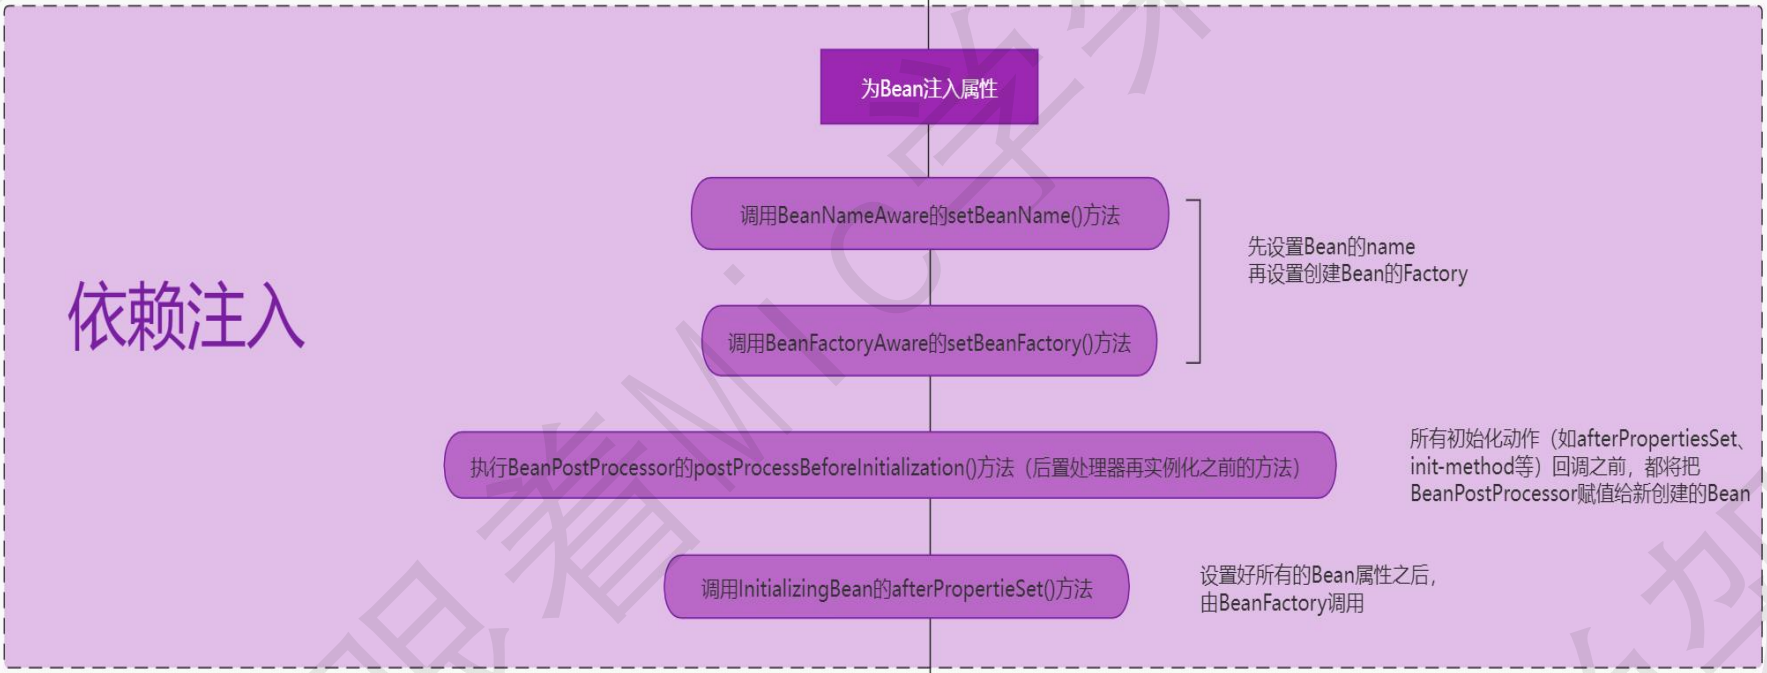 为Bean注入属性
调用BeanNameAware的setBeanName()方法
先设置Bean的name
再设置创建Bean的Factory
依赖注入
调用BeanFactoryAware的setBeanFactory()方法
执行BeanPostProcessor的postProcessBeforeInitialization()方法（后置处理器再实例化之前的方法）
所有初始化动作（如afterPropertiesSet、
init-method等）回调之前，都将把
BeanPostProcessor赋值给新创建的Bean
调用InitializingBean的afterPropertieSet()方法
设置好所有的Bean属性之后，
由BeanFactory调用
跟着Mic学架